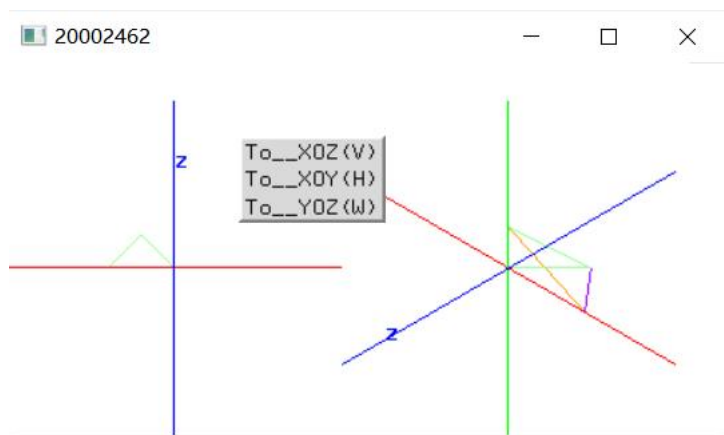 20002462
To__XOZ(V)
To__XOY(H)
To__YOZ(W)
z
z